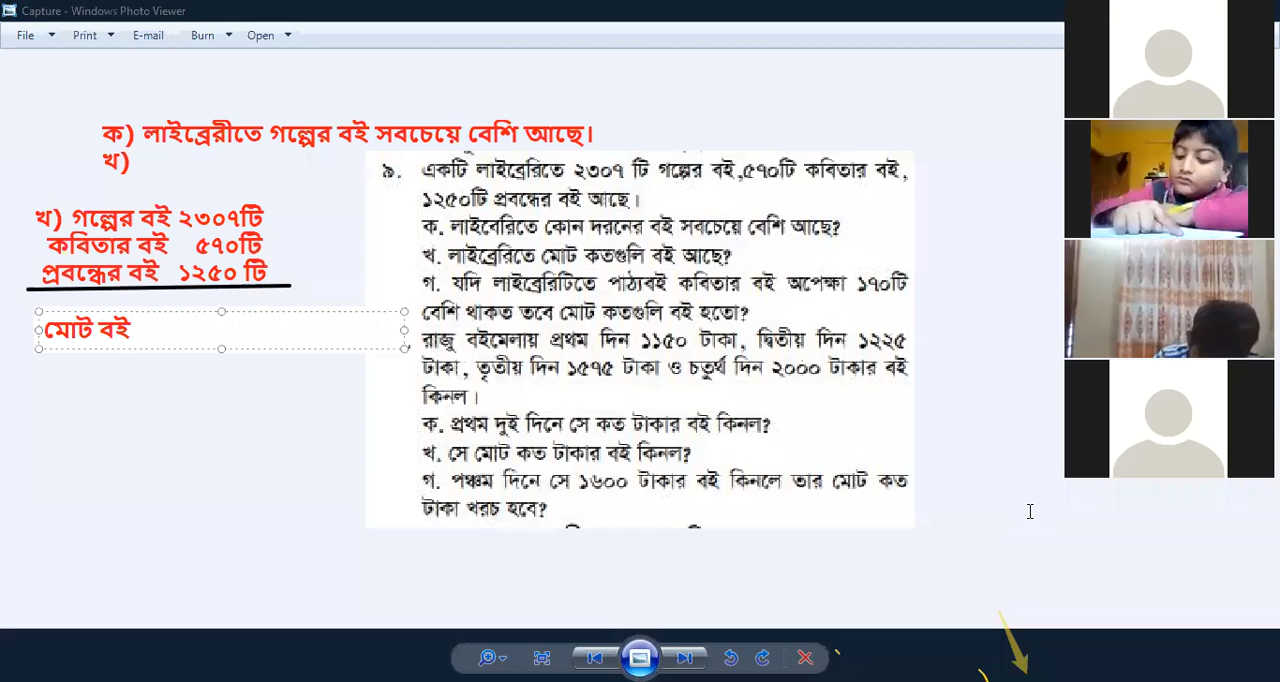 Capture - Windows Photo Viewer
File Print E-mail Burn Open
ক) লাইব্রেরীতে গল্পের বই সবচেয়ে বেশি আছে।
খ)
খ) গল্পের বই ২৩০৭টি
কবিতার বই ৫৭০টি
প্রবন্ধের বই ১২৫০ টি
মোট বই
৯. একটি লাইব্রেরিতে ২৩০৭ টি গল্পের বই,৫৭০টি কবিতার বই,
১২৫০টি প্রবন্ধের বই আছে।
ক. লাইবেরিতে কোন দরনের বই সবচেয়ে বেশি আছে?
খ. লাইব্রেরিতে মোট কতগুলি বই আছে?
গ. যদি লাইব্রেরিটিতে পাঠ্যবই কবিতার বই অপেক্ষা ১৭০টি
বেশি থাকত তবে মোট কতগুলি বই হতো?
রাজু বইমেলায় প্রথম দিন ১১৫০ টাকা, দ্বিতীয় দিন ১২২৫
টাকা, তৃতীয় দিন ১৫৭৫ টাকা ও চতুর্থ দিন ২০০০ টাকার বই
কিনল।
ক. প্রথম দুই দিনে সে কত টাকার বই কিনল?
খ. সে মোট কত টাকার বই কিনল?
গ. পঞ্চম দিনে সে ১৬০০ টাকার বই কিনলে তার মোট কত
টাকা খরচ হবে?